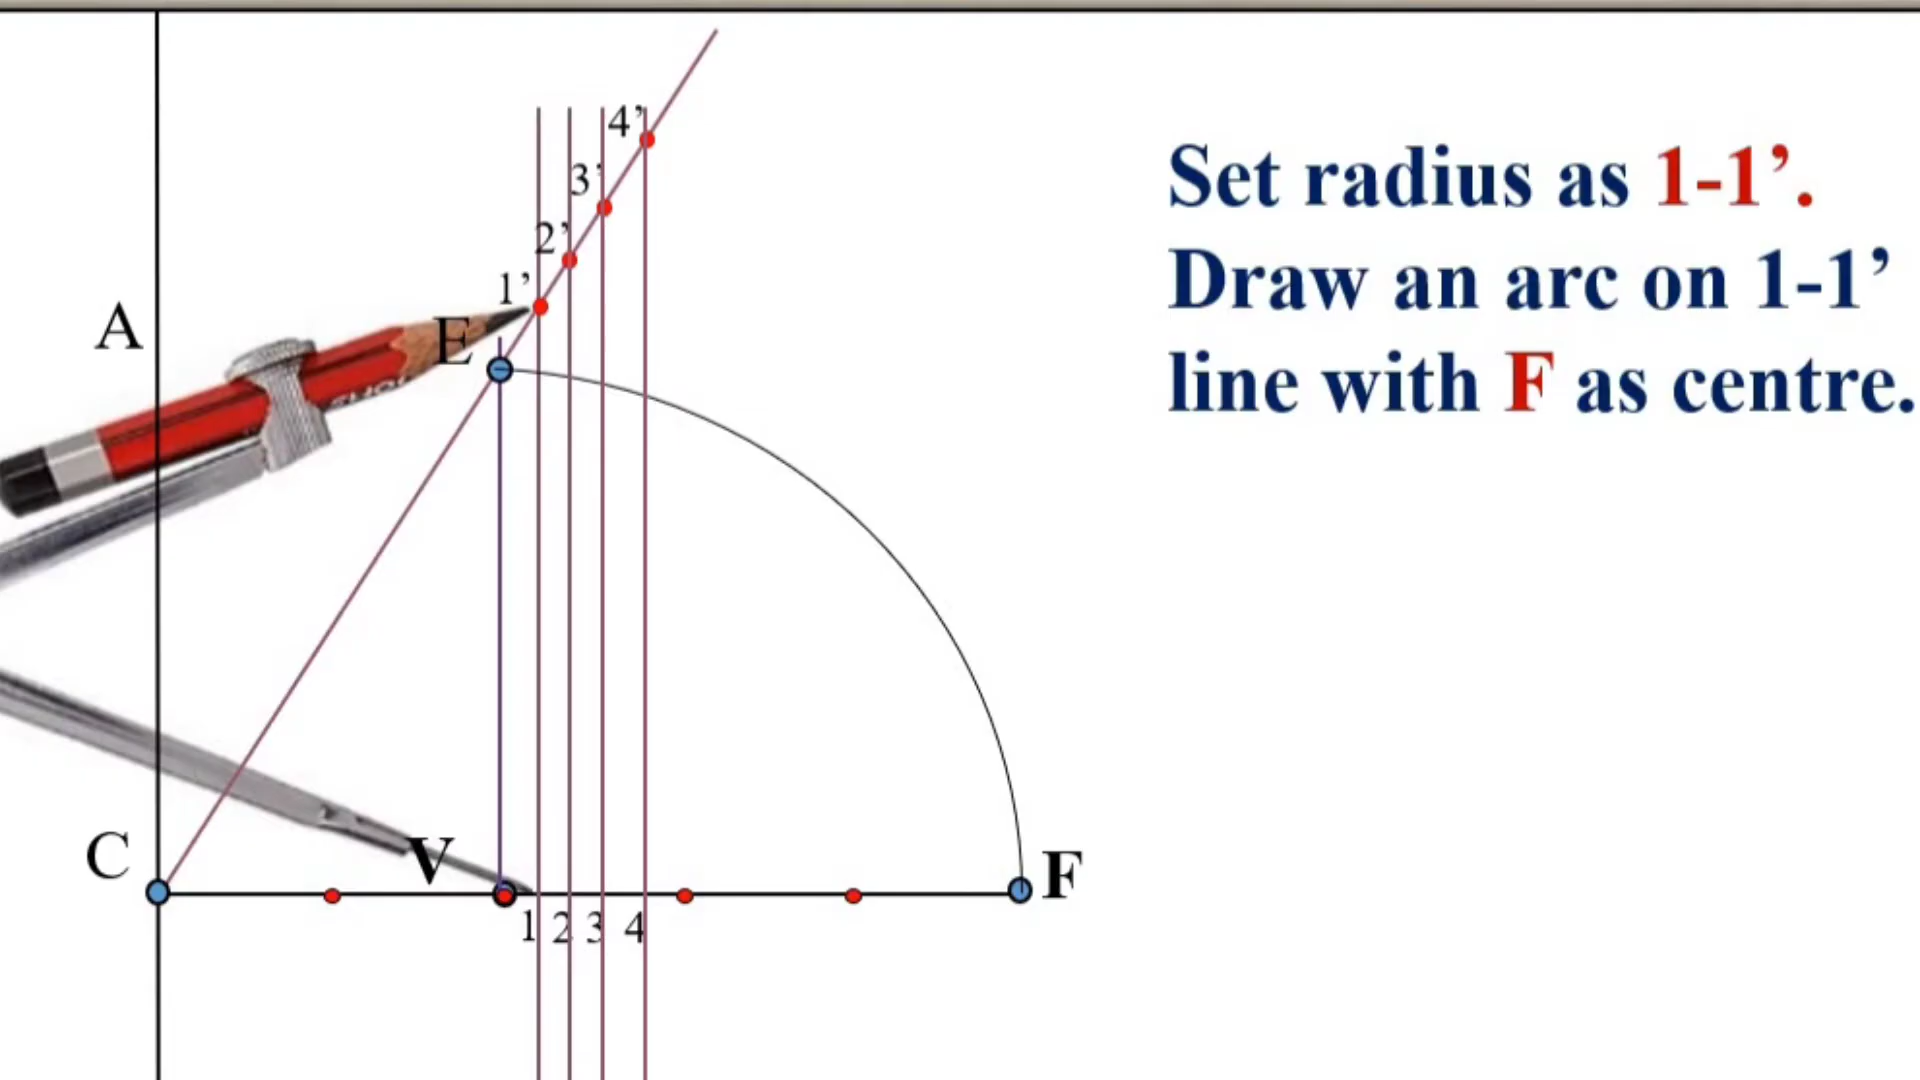 Set radius as 1-1’.
Draw an arc on 1-1’
line with F as centre.
4’
3’
2’
1’
A
E
C
V
F
1 2 3 4